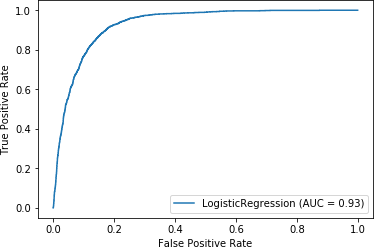 1.0
0.8
0.6
0.4
0.2
0.0
True Positive Rate
LogisticRegression (AUC = 0.93)
0.0 0.2 0.4 0.6 0.8 1.0
False Positive Rate